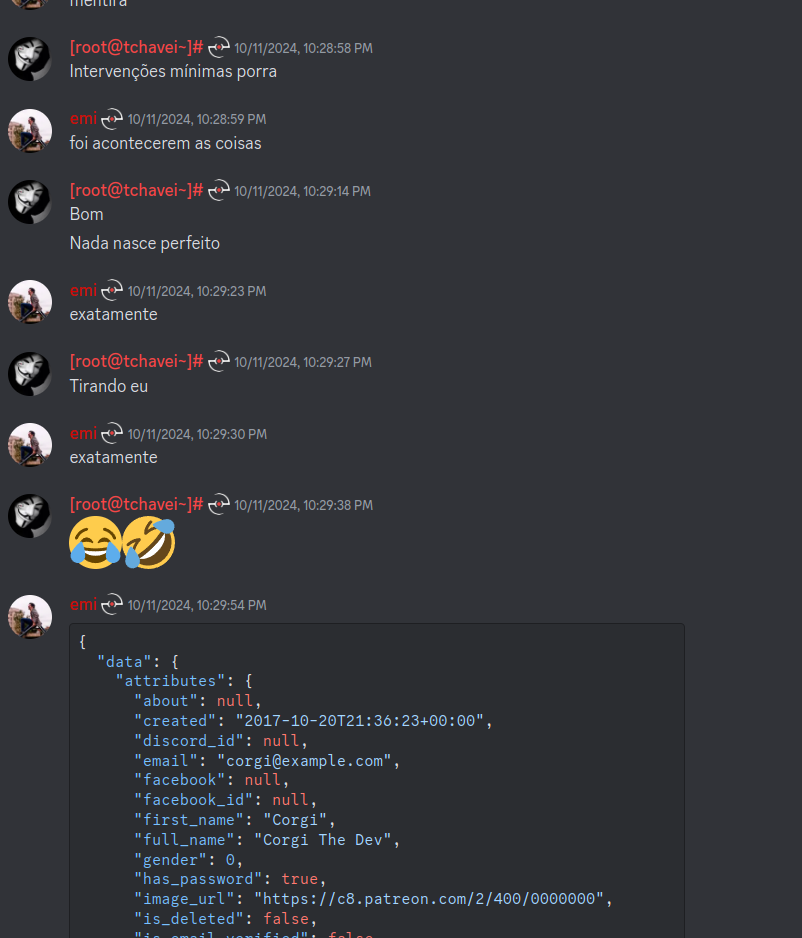 mentira
[root@tchavei~]# 10/11/2024, 10:28:58 PM
Intervenções mínimas porra
emi 10/11/2024, 10:28:59 PM
foi acontecerem as coisas
[root@tchavei~]# 10/11/2024, 10:29:14 PM
Bom
Nada nasce perfeito
emi 10/11/2024, 10:29:23 PM
exatamente
[root@tchavei~]# 10/11/2024, 10:29:27 PM
Tirando eu
emi 10/11/2024, 10:29:30 PM
exatamente
[root@tchavei~]# 10/11/2024, 10:29:38 PM
😂🤣
emi 10/11/2024, 10:29:54 PM
{
  "data": {
    "attributes": {
      "about": null,
      "created": "2017-10-20T21:36:23+00:00",
      "discord_id": null,
      "email": "corgi@example.com",
      "facebook": null,
      "facebook_id": null,
      "first_name": "Corgi",
      "full_name": "Corgi The Dev",
      "gender": 0,
      "has_password": true,
      "image_url": "https://c8.patreon.com/2/400/0000000",
      "is_deleted": false,
      "is_email_verified": false